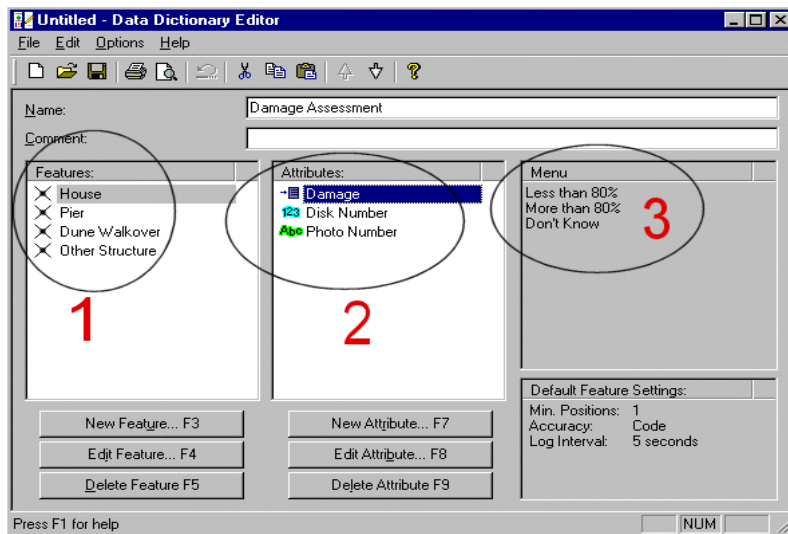 Untitled - Data Dictionary Editor
File Edit Options Help
Name: Damage Assessment
Comment:
Features:
House
Pier
Dune Walkover
Other Structure
1
New Feature... F3
Edit Feature... F4
Delete Feature F5
Attributes:
Damage
123 Disk Number
Abc Photo Number
2
New Attribute... F7
Edit Attribute... F8
Delete Attribute F9
Menu
Less than 80%
More than 80%
Don't Know
3
Default Feature Settings:
Min. Positions: 1
Accuracy: Code
Log Interval: 5 seconds
Press F1 for help
NUM